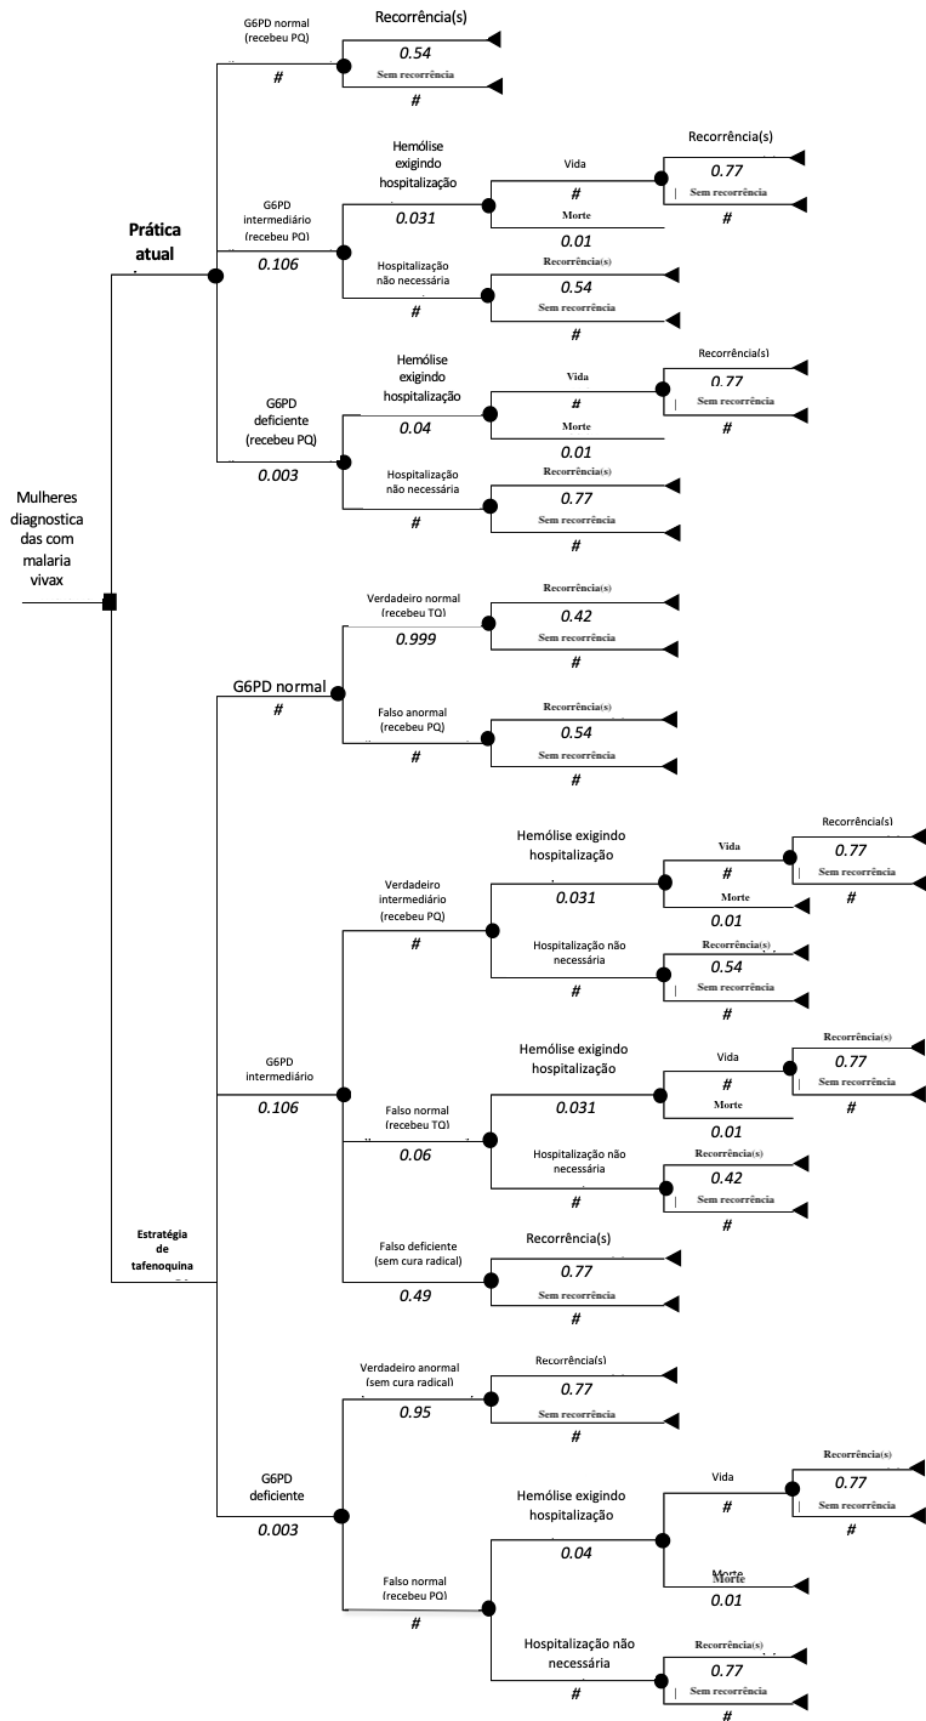 G6PD normal
(recebeu PQ)
#
Recorrência(s)
0.54
Sem recorrência
#
Prática
atual
G6PD
intermediário
(recebeu PQ)
0.106
Hemólise
exigindo
hospitalização
0.031
Vida
#
Morte
0.01
Recorrência(s)
0.77
Sem recorrência
#
Hospitalização
não necessária
#
Recorrência(s)
0.54
Sem recorrência
#
G6PD
deficiente
(recebeu PQ)
0.003
Hemólise
exigindo
hospitalização
0.04
Vida
#
Morte
0.01
Recorrência(s)
0.77
Sem recorrência
#
Hospitalização
não necessária
#
Recorrência(s)
0.77
Sem recorrência
#
Mulheres
diagnostica
das com
malaria
vivax
G6PD normal
#
Verdadeiro normal
(recebeu TQ)
0.999
Recorrência(s)
0.42
Sem recorrência
#
Falso anormal
(recebeu PQ)
#
Recorrência(s)
0.54
Sem recorrência
#
G6PD
intermediário
0.106
Verdadeiro
intermediário
(recebeu PQ)
#
Hemólise exigindo
hospitalização
0.031
Vida
#
Morte
0.01
Recorrência(s)
0.77
Sem recorrência
#
Hospitalização não
necessária
#
Recorrência(s)
0.54
Sem recorrência
#
Falso normal
(recebeu TQ)
0.06
Hemólise exigindo
hospitalização
0.031
Vida
#
Morte
0.01
Recorrência(s)
0.77
Sem recorrência
#
Hospitalização não
necessária
#
Recorrência(s)
0.42
Sem recorrência
#
Falso deficiente
(sem cura radical)
0.49
Recorrência(s)
0.77
Sem recorrência
#
Estratégia
de
tafenoquina
G6PD
deficiente
0.003
Verdadeiro anormal
(sem cura radical)
0.95
Recorrência(s)
0.77
Sem recorrência
#
Falso normal
(recebeu PQ)
#
Hemólise exigindo
hospitalização
0.04
Vida
#
Morte
0.01
Recorrência(s)
0.77
Sem recorrência
#
Hospitalização não
necessária
#
Recorrência(s)
0.77
Sem recorrência
#